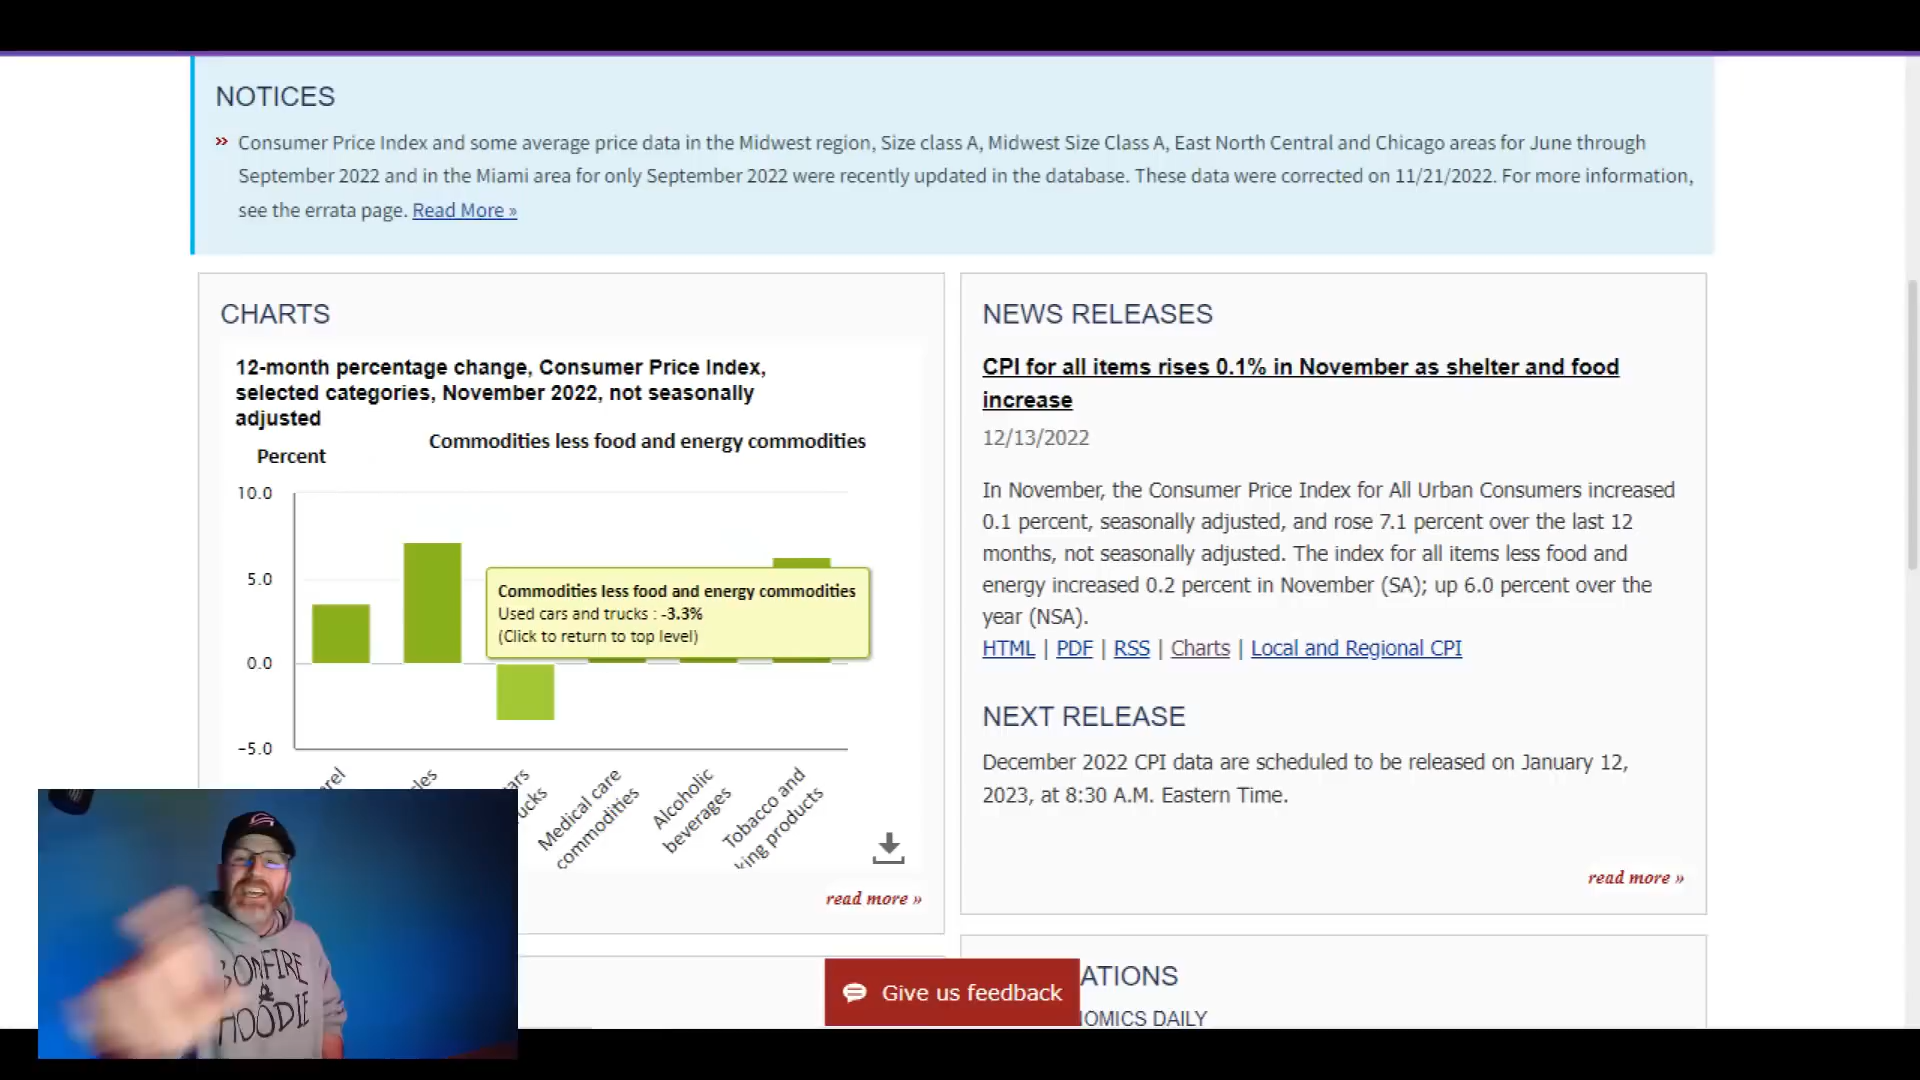 NOTICES
» Consumer Price Index and some average price data in the Midwest region, Size class A, Midwest Size Class A, East North Central and Chicago areas for June through
September 2022 and in the Miami area for only September 2022 were recently updated in the database. These data were corrected on 11/21/2022. For more information,
see the errata page. Read More »
CHARTS
12-month percentage change, Consumer Price Index,
selected categories, November 2022, not seasonally
adjusted
Commodities less food and energy commodities
Percent
10.0
5.0
0.0
−5.0
Commodities less food and energy commodities
Used cars and trucks : -3.3%
(Click to return to top level)
Medical care
commodities
Alcoholic
beverages
Tobacco and
king products
read more »
NEWS RELEASES
CPI for all items rises 0.1% in November as shelter and food
increase
12/13/2022
In November, the Consumer Price Index for All Urban Consumers increased
0.1 percent, seasonally adjusted, and rose 7.1 percent over the last 12
months, not seasonally adjusted. The index for all items less food and
energy increased 0.2 percent in November (SA); up 6.0 percent over the
year (NSA).
HTML | PDF | RSS | Charts | Local and Regional CPI
NEXT RELEASE
December 2022 CPI data are scheduled to be released on January 12,
2023, at 8:30 A.M. Eastern Time.
read more »
ATIONS
OMICS DAILY
Give us feedback
BONFIRE
&
HOODIE